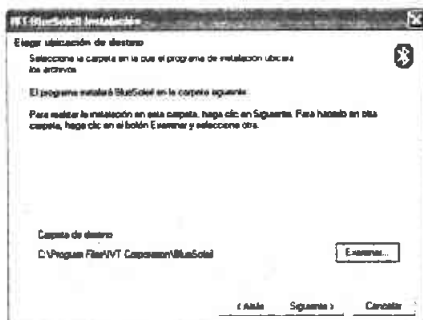 IVT BlueSoleil Instalación
Elegir ubicación de destino
Seleccione la carpeta en la que el programa de instalación ubicará
los archivos
El programa instalará BlueSoleil en la carpeta siguiente
Para realizar la instalación en esta carpeta, haga clic en Siguiente. Para hacerlo en otra
carpeta, haga clic en el botón Examinar y seleccione otra.
Carpeta de destino
C:\Program Files\IVT Corporation\BlueSoleil
Examinar...
< Atrás
Siguiente >
Cancelar